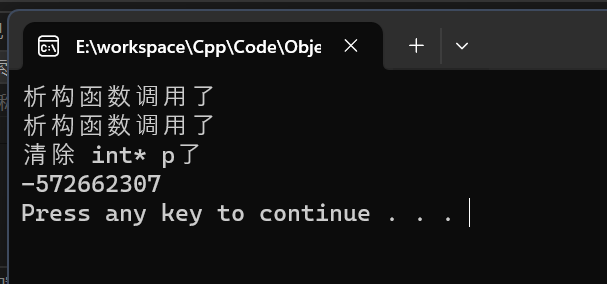 E:\workspace\Cpp\Code\Obje
析构函数调用了
析构函数调用了
清除 int* p了
-572662307
Press any key to continue . . .